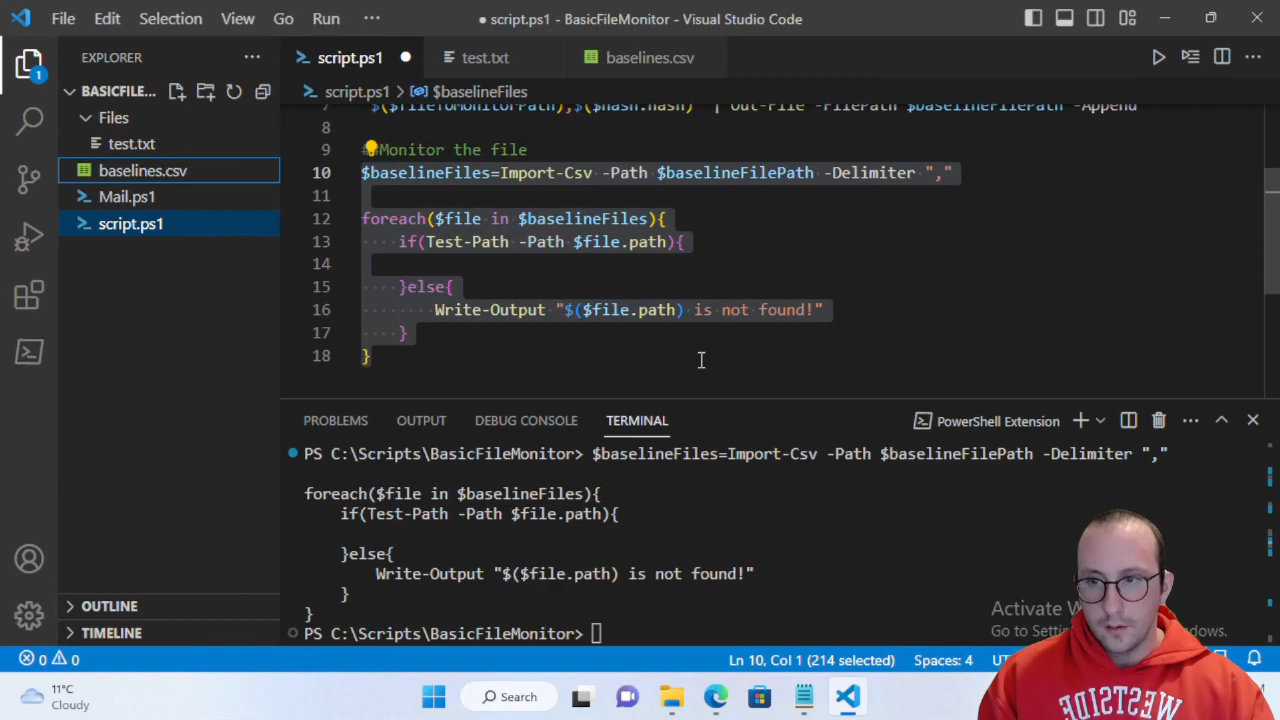 File Edit Selection View Go Run ··· ● script.ps1 - BasicFileMonitor - Visual Studio Code
EXPLORER ···
script.ps1 ● test.txt baselines.csv
BASICFILE...
script.ps1 > $baselineFiles
Files
test.txt
baselines.csv
Mail.ps1
script.ps1
OUTLINE
TIMELINE
1
7 "$($fileToMonitorPath),$($hash.hash)" | Out-File -FilePath $baselineFilePath -Append
8
9 Monitor the file
10 $baselineFiles=Import-Csv -Path $baselineFilePath -Delimiter ","
11
12 foreach($file in $baselineFiles){
13 if(Test-Path -Path $file.path){
14
15 }else{
16 Write-Output "$($file.path) is not found!"
17 }
18 }
PROBLEMS OUTPUT DEBUG CONSOLE TERMINAL PowerShell Extension
PS C:\Scripts\BasicFileMonitor> $baselineFiles=Import-Csv -Path $baselineFilePath -Delimiter ","
foreach($file in $baselineFiles){
if(Test-Path -Path $file.path){
}else{
Write-Output "$($file.path) is not found!"
}
}
PS C:\Scripts\BasicFileMonitor>
Activate
Go to
0 0 Ln 10, Col 1 (214 selected) Spaces: 4
11°C
Cloudy
Search
WESTSIDE